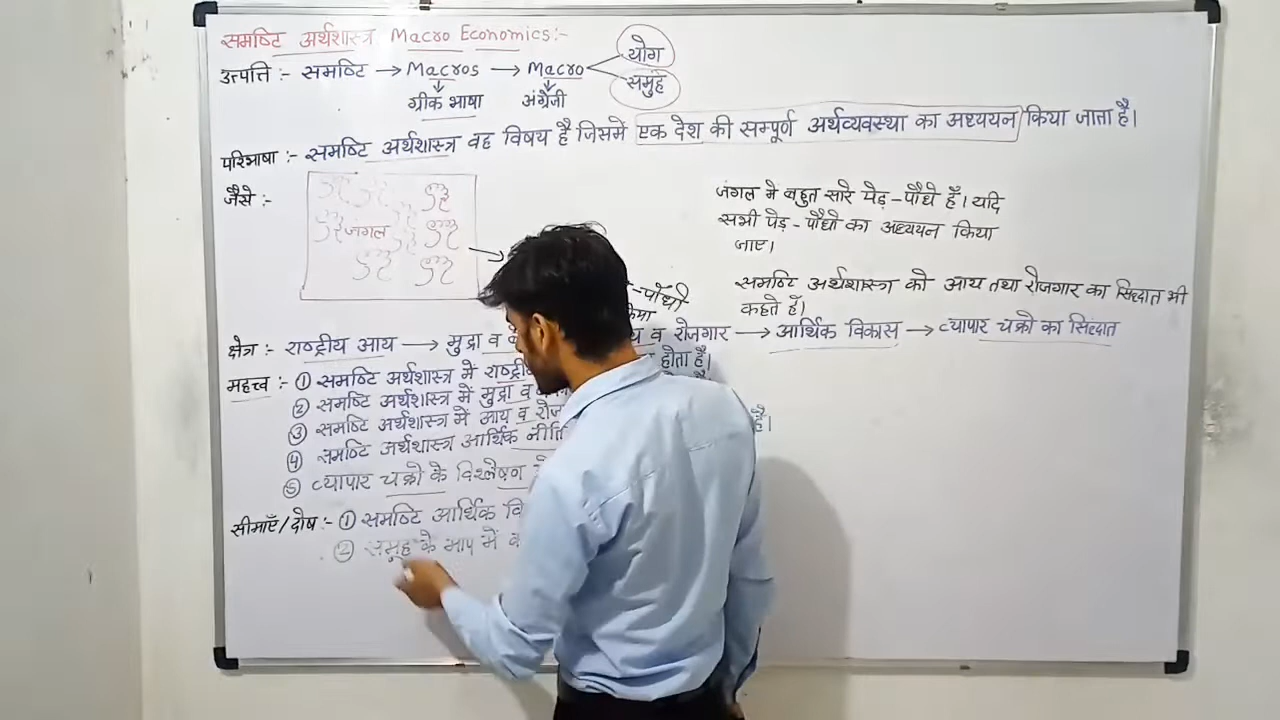 समष्टि अर्थशास्त्र Macro Economics:-
उत्पत्ति :- समष्टि → Macros → Macro योग
समुह
ग्रीक भाषा अंग्रेजी
परिभाषा :- समष्टि अर्थशास्त्र वह विषय है जिसमें एक देश की सम्पूर्ण अर्थव्यवस्था का अध्ययन किया जाता है।
जैसे :-
जंगल
जंगल मे बहुत सारे पेड़-पौधे हैं। यदि
सभी पेड़-पौधो का अध्ययन किया
जाए।
-पौधो
समष्टि अर्थशास्त्र को आय तथा रोजगार का सिद्धात भी
कहते हैं।
क्षेत्र :- राष्ट्रीय आय → मुद्रा व व रोजगार → आर्थिक विकास → व्यापार चक्रो का सिद्धात
महत्त्व :- ① समष्टि अर्थशास्त्र में होता है।
② समष्टि अर्थशास्त्र में मुद्रा व
③ समष्टि अर्थशास्त्र में आय व है।
④ समष्टि अर्थशास्त्र आर्थिक
⑤ व्यापार चक्रो के विश्लेषण
सीमाएँ/दोष :- ① समष्टि आर्थिक
② समुह के माप में